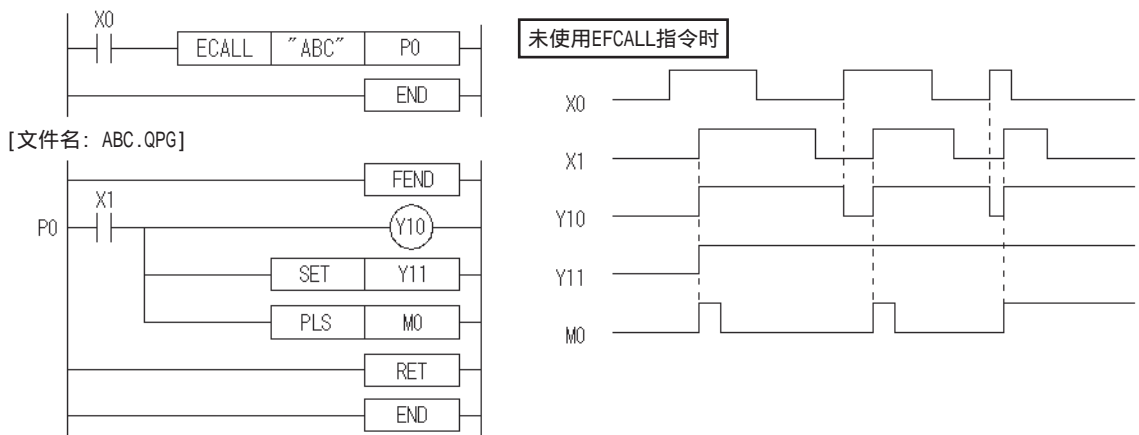 X0
ECALL "ABC" P0
END
[文件名: ABC.QPG]
FEND
X1
P0 Y10
SET Y11
PLS M0
RET
END
未使用EFCALL指令时
X0
X1
Y10
Y11
M0